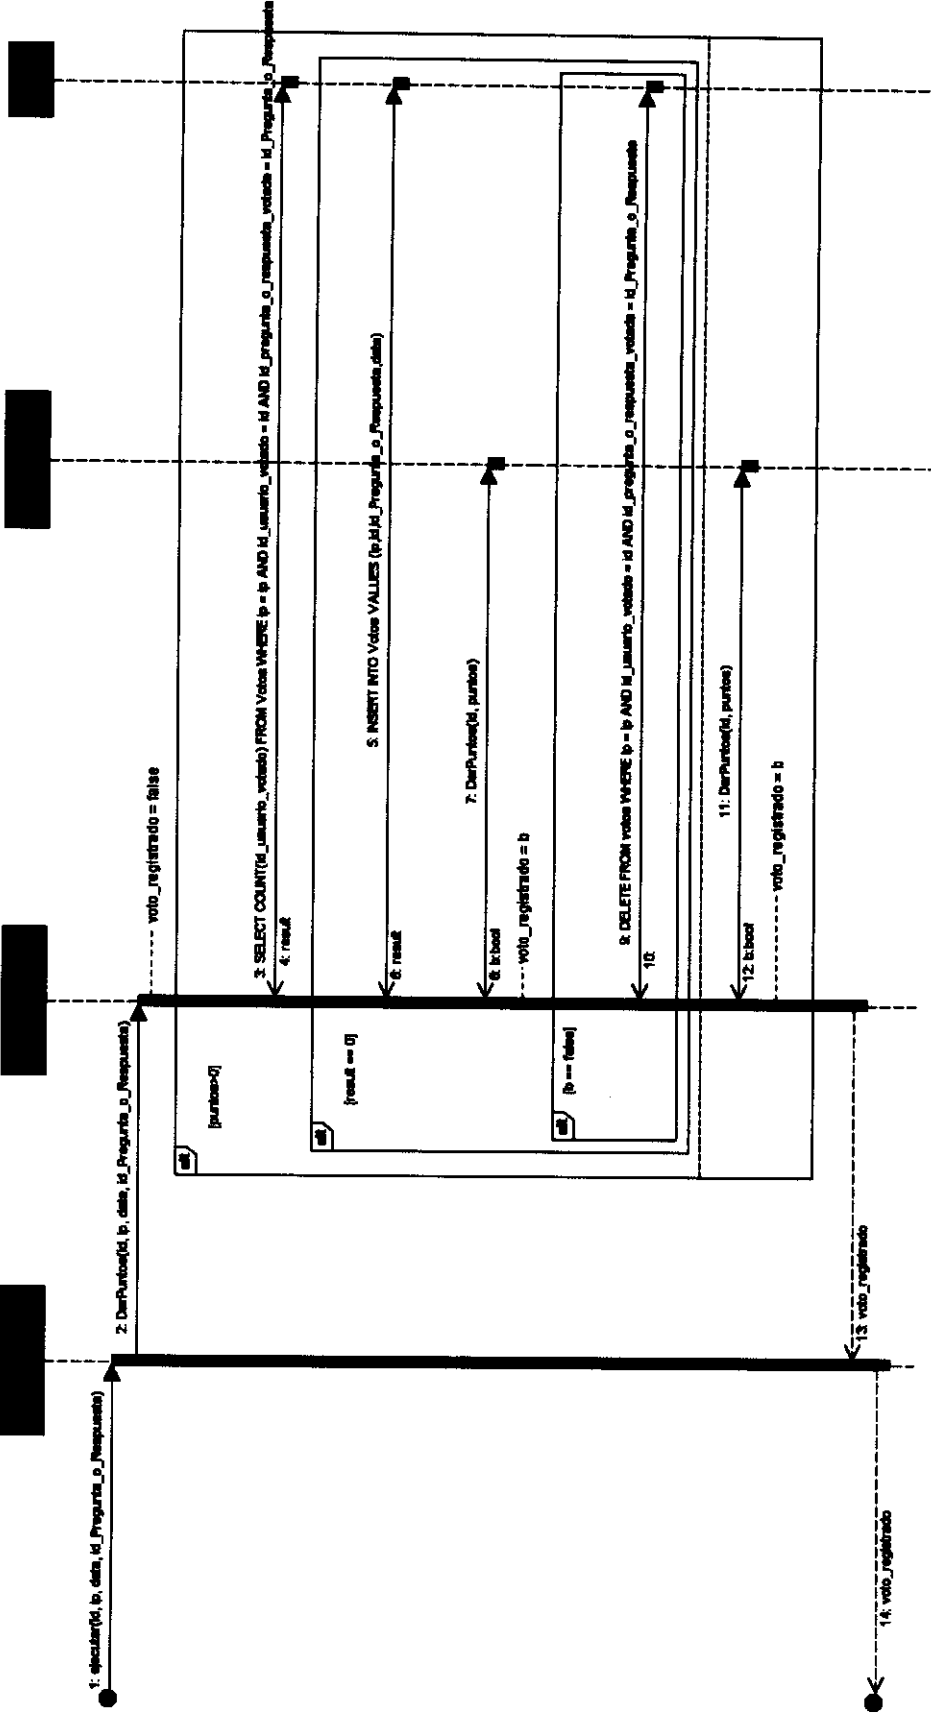 1: ejecutar(id, ip, data, id_Pregunta_o_Respuesta)
2: DarPuntos(id, ip, data, id_Pregunta_o_Respuesta)
voto_registrado = false
alt
[puntos>0]
3: SELECT COUNT(id_usuario_votado) FROM Votos WHERE ip = ip AND id_usuario_votado = id AND id_pregunta_o_respuesta_votada = id_Pregunta_o_Respuesta
4: result
alt
[result == 0]
5: INSERT INTO Votos VALUES (ip,id,id_Pregunta_o_Respuesta,data)
6: result
7: DarPuntos(id, puntos)
8: b:bool
voto_registrado = b
alt
[b == false]
9: DELETE FROM votos WHERE ip = ip AND id_usuario_votado = id AND id_pregunta_o_respuesta_votada = id_Pregunta_o_Respuesta
10:
11: DarPuntos(id, puntos)
12: b:bool
voto_registrado = b
13: voto_registrado
14: voto_registrado